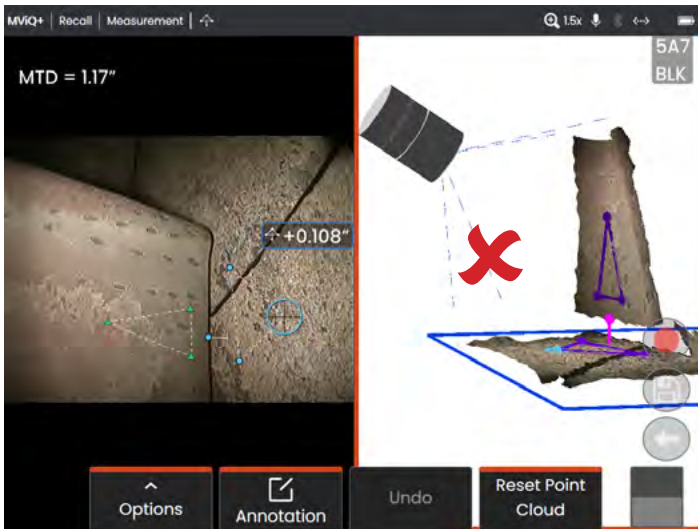 MViQ+ | Recall | Measurement |
1.5x
5A7
BLK
MTD = 1.17"
+0.108"
Options
Annotation
Undo
Reset Point
Cloud